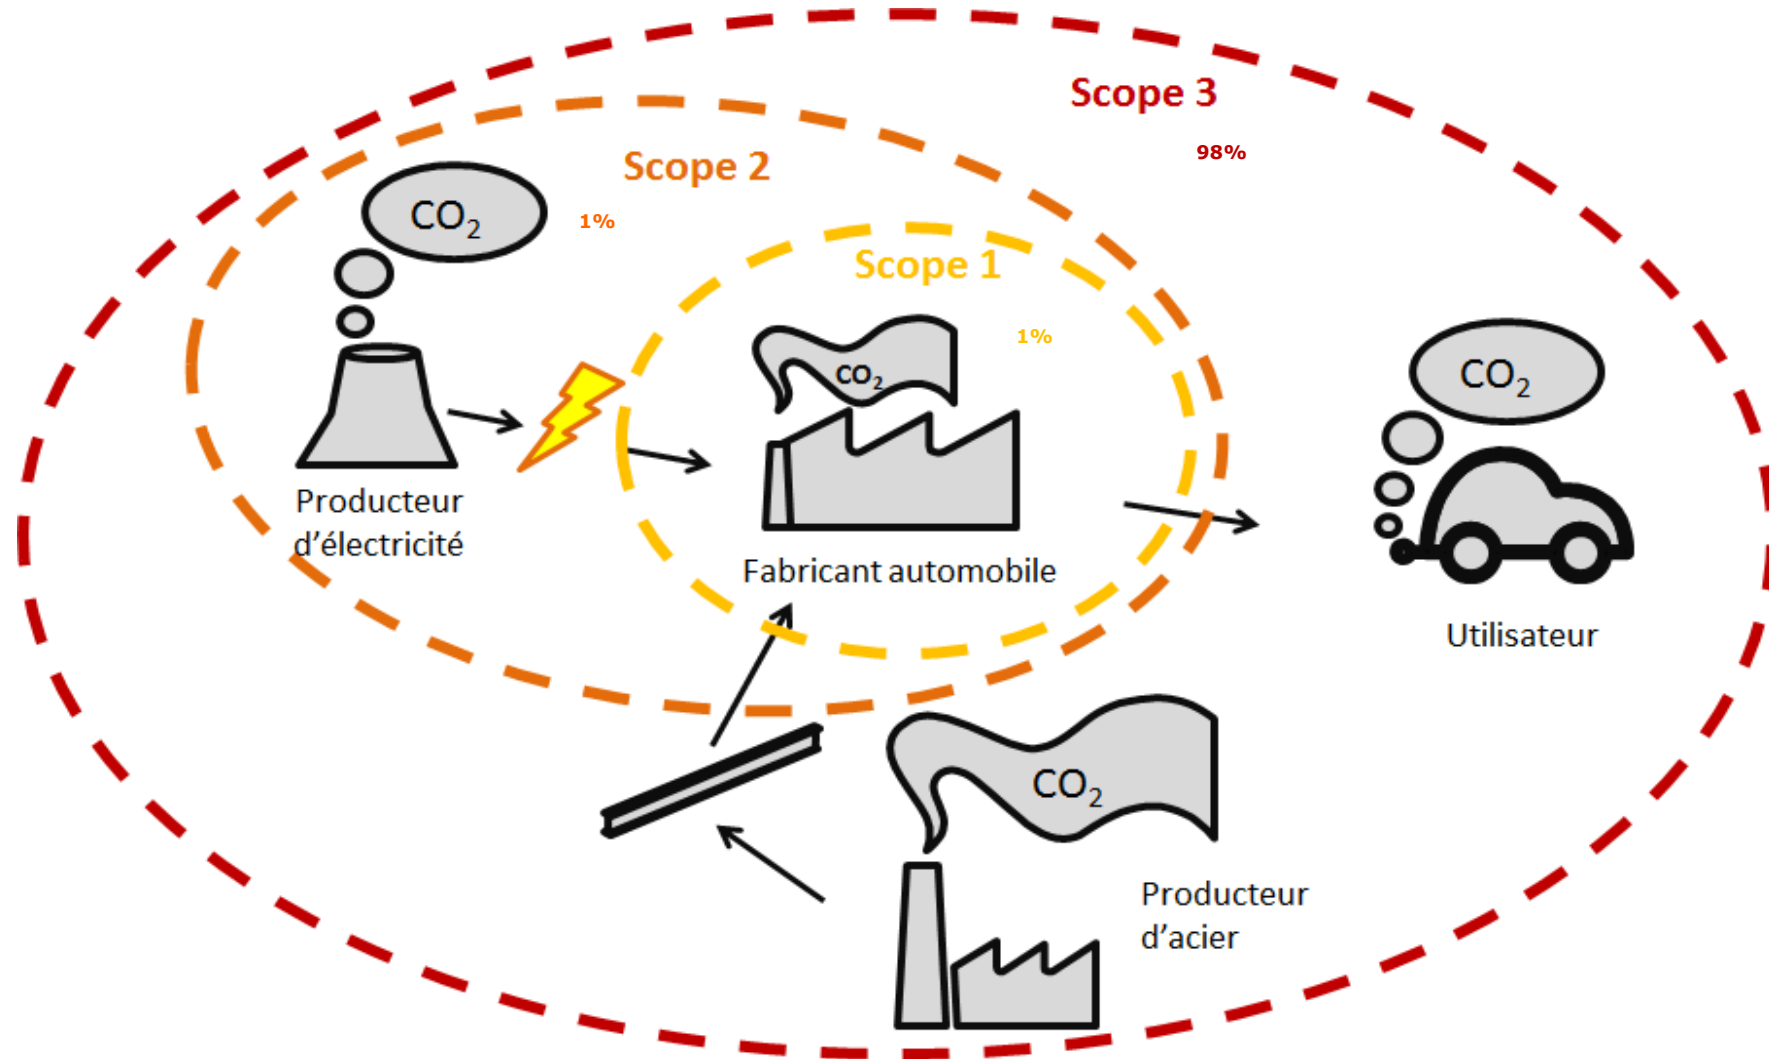 Scope 3
98%
Scope 2
CO₂
1%
Scope 1
1%
CO₂
CO₂
Producteur
d'électricité
Fabricant automobile
Utilisateur
CO₂
Producteur
d'acier